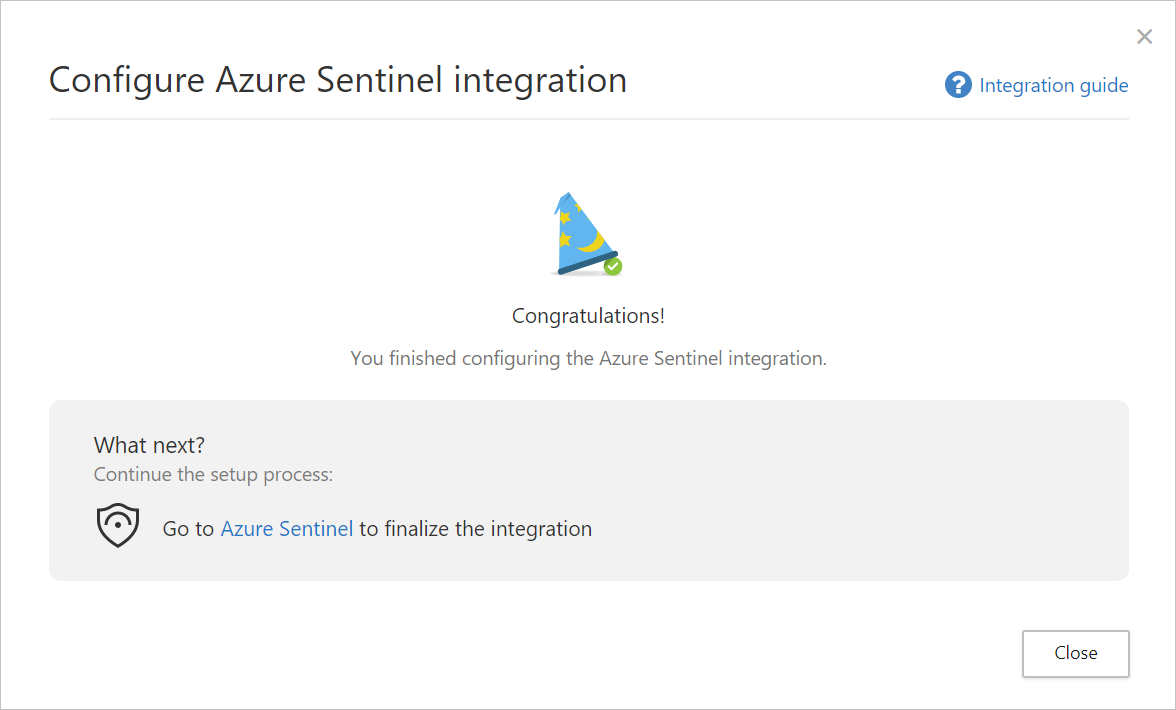 Configure Azure Sentinel integration
Integration guide
Congratulations!
You finished configuring the Azure Sentinel integration.
What next?
Continue the setup process:
Go to Azure Sentinel to finalize the integration
Close